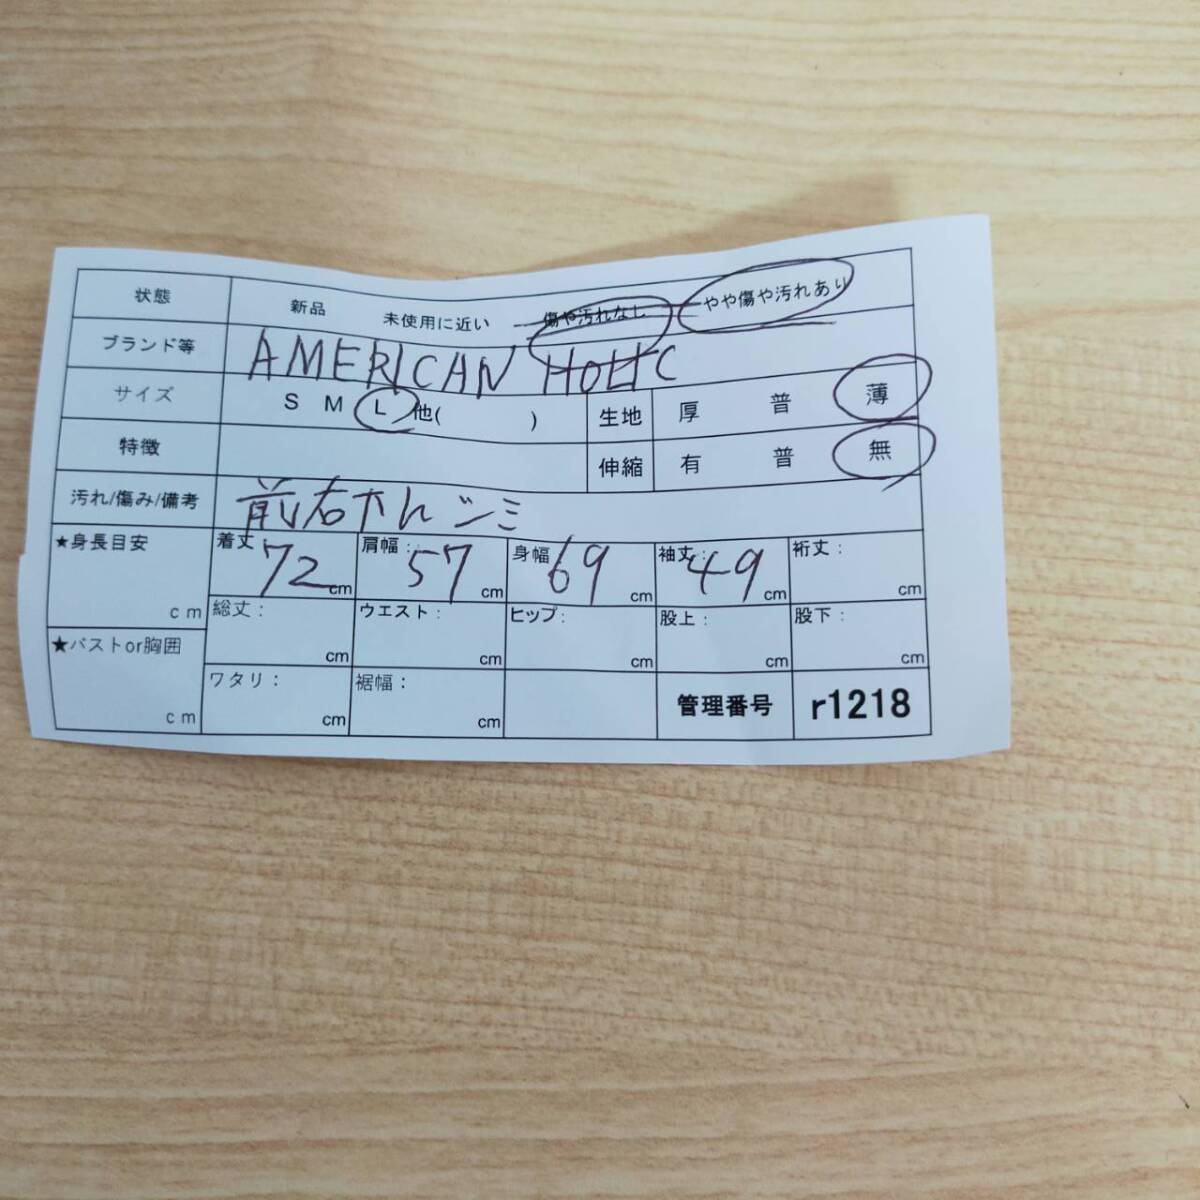 状態 新品 未使用に近い 傷や汚れなし やや傷や汚れあり
ブランド等 AMERICAN HOLIC
サイズ S M L 他( ) 生地 厚 普 薄
特徴 伸縮 有 普 無
汚れ/傷み/備考 前右すれ シミ
★身長目安 cm 着丈 72 cm 肩幅: 57 cm 身幅 69 cm 袖丈: 49 cm 裄丈: cm
総丈: cm ウエスト: cm ヒップ: cm 股上: cm 股下: cm
★バストor胸囲 cm ワタリ: cm 裾幅: cm 管理番号 r1218